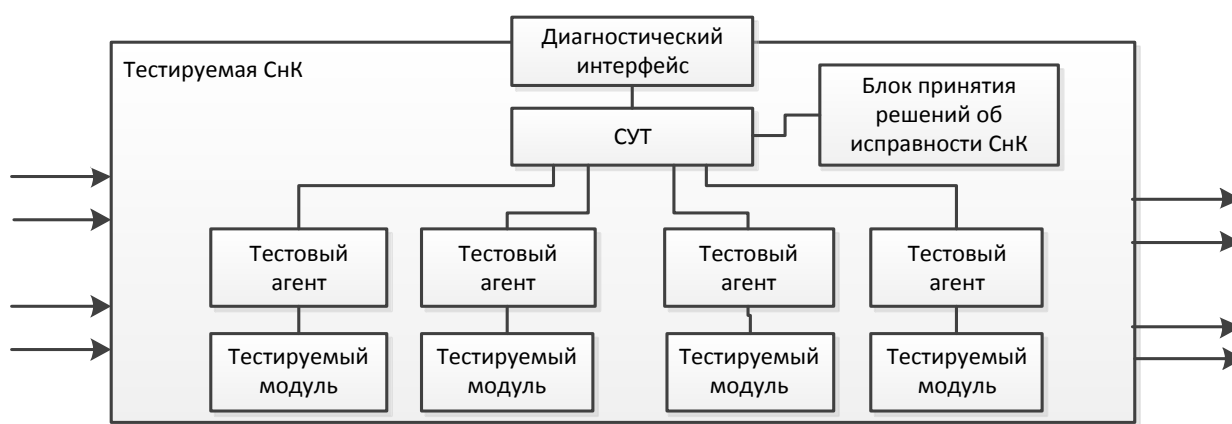 Диагностический
интерфейс
Тестируемая СнК
Блок принятия
решений об
исправности СнК
СУТ
Тестовый
агент
Тестовый
агент
Тестовый
агент
Тестовый
агент
Тестируемый
модуль
Тестируемый
модуль
Тестируемый
модуль
Тестируемый
модуль